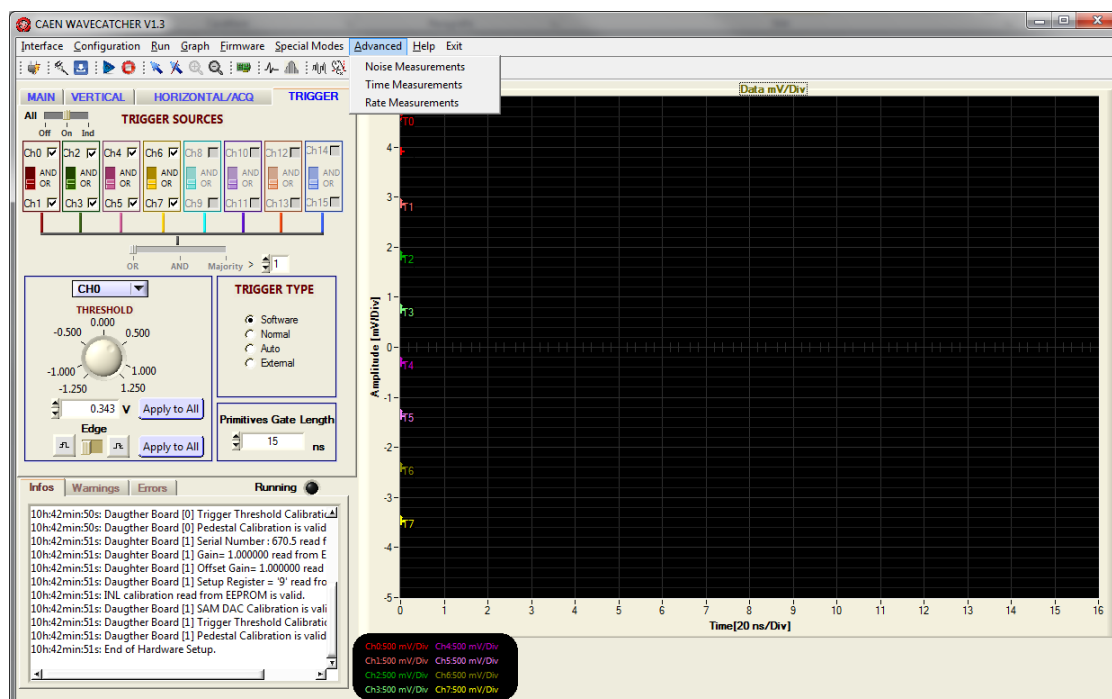 CAEN WAVECATCHER V1.3
Interface Configuration Run Graph Firmware Special Modes Advanced Help Exit
Noise Measurements
Time Measurements
Rate Measurements
MAIN VERTICAL HORIZONTAL/ACQ TRIGGER
All
Off On Ind
TRIGGER SOURCES
Ch0 Ch2 Ch4 Ch6 Ch8 Ch10 Ch12 Ch14
AND AND AND AND AND AND AND AND
OR OR OR OR OR OR OR OR
Ch1 Ch3 Ch5 Ch7 Ch9 Ch11 Ch13 Ch15
OR AND Majority > 1
CH0
THRESHOLD
0.000
-0.500 0.500
-1.000 1.000
-1.250 1.250
0.343 V Apply to All
Edge
Apply to All
TRIGGER TYPE
Software
Normal
Auto
External
Primitives Gate Length
15
ns
Infos Warnings Errors Running
10h:42min:50s: Daugther Board [0] Trigger Threshold Calibratic
10h:42min:50s: Daugther Board [0] Pedestal Calibration is valid
10h:42min:51s: Daugther Board [1] Serial Number : 670.5 read f
10h:42min:51s: Daugther Board [1] Gain= 1.000000 read from E
10h:42min:51s: Daugther Board [1] Offset Gain= 1.000000 read
10h:42min:51s: Daugther Board [1] Setup Register = '9' read fro
10h:42min:51s: INL calibration read from EEPROM is valid.
10h:42min:51s: Daugther Board [1] SAM DAC Calibration is vali
10h:42min:51s: Daugther Board [1] Trigger Threshold Calibratic
10h:42min:51s: Daugther Board [1] Pedestal Calibration is valid
10h:42min:51s: End of Hardware Setup.
Data mV/Div
Amplitude [mV/Div]
T0
4
3
T1
2
T2
1
T3
0
T4
-1
T5
-2
T6
-3
T7
-4
-5
0 1 2 3 4 5 6 7 8 9 10 11 12 13 14 15 16
Time[20 ns/Div]
Ch0:500 mV/Div Ch4:500 mV/Div
Ch1:500 mV/Div Ch5:500 mV/Div
Ch2:500 mV/Div Ch6:500 mV/Div
Ch3:500 mV/Div Ch7:500 mV/Div